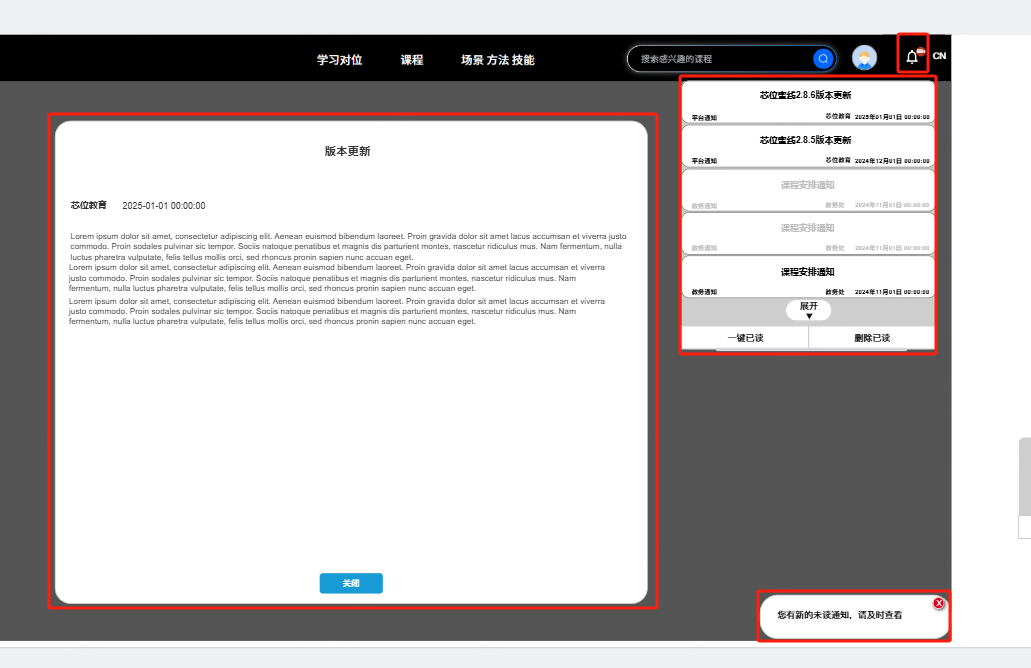 学习对位
课程
场景 方法 技能
搜索感兴趣的课程
CN
芯位蜜线2.8.6版本更新
平台通知
芯位教育 2025年01月01日 00:00:00
芯位蜜线2.8.5版本更新
平台通知
芯位教育 2024年12月01日 00:00:00
课程安排通知
教务通知
教务处 2024年11月01日 00:00:00
课程安排通知
教务通知
教务处 2024年11月01日 00:00:00
课程安排通知
教务通知
教务处 2024年11月01日 00:00:00
展开
▼
一键已读
删除已读
版本更新
芯位教育 2025-01-01 00:00:00
Lorem ipsum dolor sit amet, consectetur adipiscing elit. Aenean euismod bibendum laoreet. Proin gravida dolor sit amet lacus accumsan et viverra justo
commodo. Proin sodales pulvinar sic tempor. Sociis natoque penatibus et magnis dis parturient montes, nascetur ridiculus mus. Nam fermentum, nulla
luctus pharetra vulputate, felis tellus mollis orci, sed rhoncus pronin sapien nunc accuan eget.
Lorem ipsum dolor sit amet, consectetur adipiscing elit. Aenean euismod bibendum laoreet. Proin gravida dolor sit amet lacus accumsan et viverra
justo commodo. Proin sodales pulvinar sic tempor. Sociis natoque penatibus et magnis dis parturient montes, nascetur ridiculus mus. Nam
fermentum, nulla luctus pharetra vulputate, felis tellus mollis orci, sed rhoncus pronin sapien nunc accuan eget.
Lorem ipsum dolor sit amet, consectetur adipiscing elit. Aenean euismod bibendum laoreet. Proin gravida dolor sit amet lacus accumsan et viverra
justo commodo. Proin sodales pulvinar sic tempor. Sociis natoque penatibus et magnis dis parturient montes, nascetur ridiculus mus. Nam
fermentum, nulla luctus pharetra vulputate, felis tellus mollis orci, sed rhoncus pronin sapien nunc accuan eget.
关闭
您有新的未读通知，请及时查看